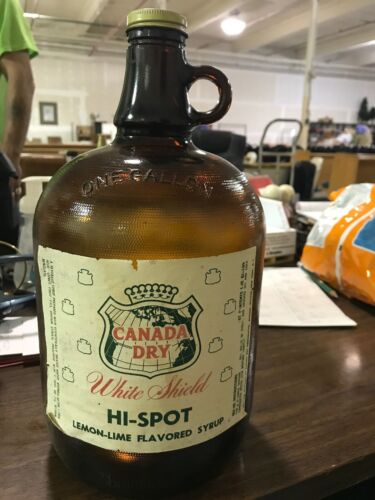 ONE GALLON
CANADA
DRY
White Shield
HI-SPOT
LEMON-LIME FLAVORED SYRUP